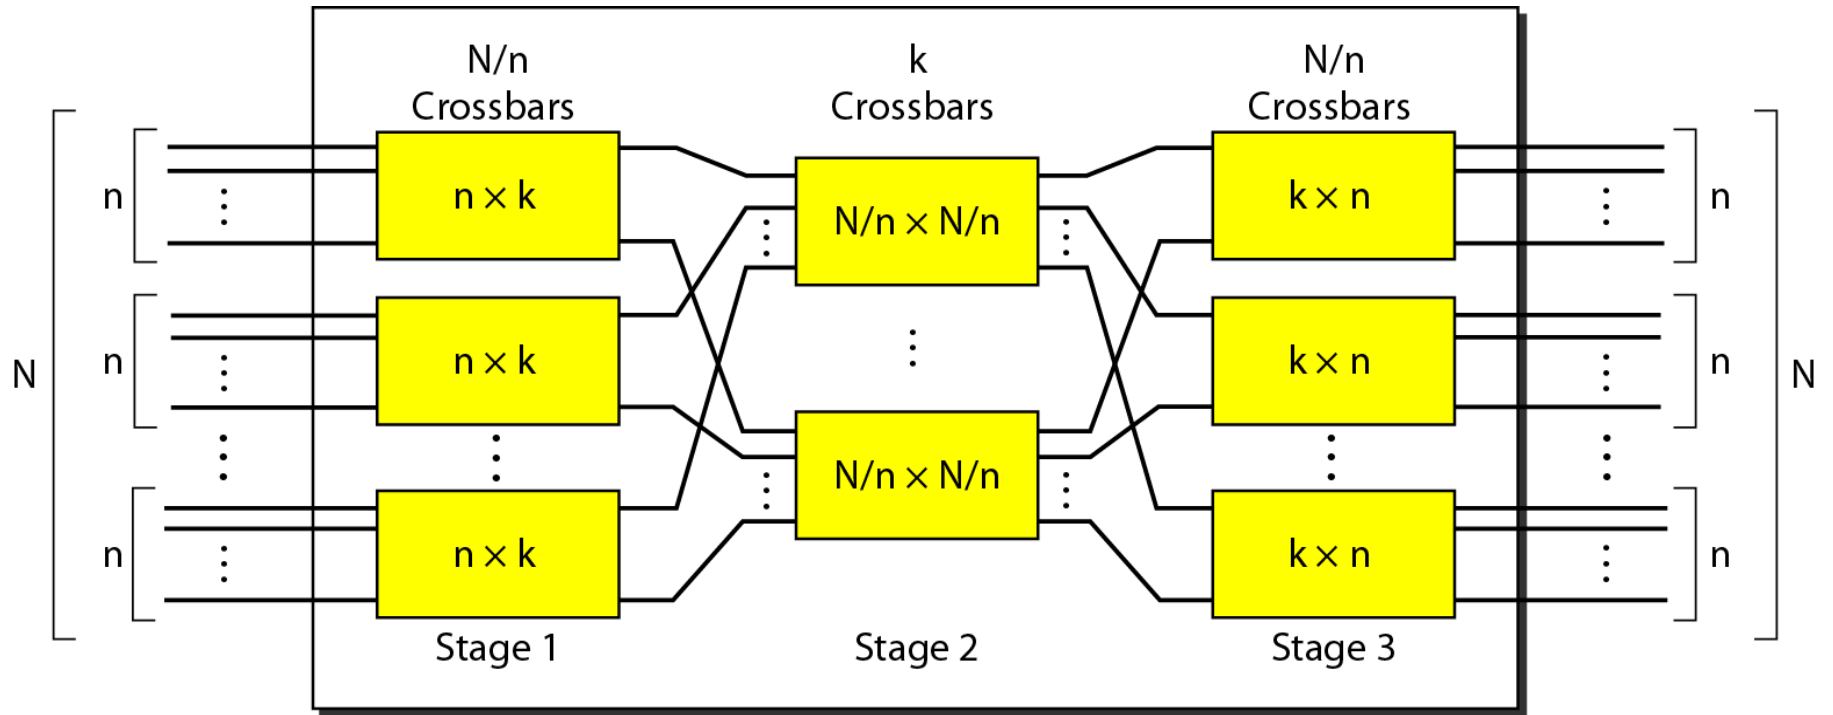 N/n
Crossbars
k
Crossbars
N/n
Crossbars
N
n
n × k
N/n × N/n
k × n
n
n
n × k
k × n
n
N
N/n × N/n
n
n × k
k × n
n
Stage 1
Stage 2
Stage 3